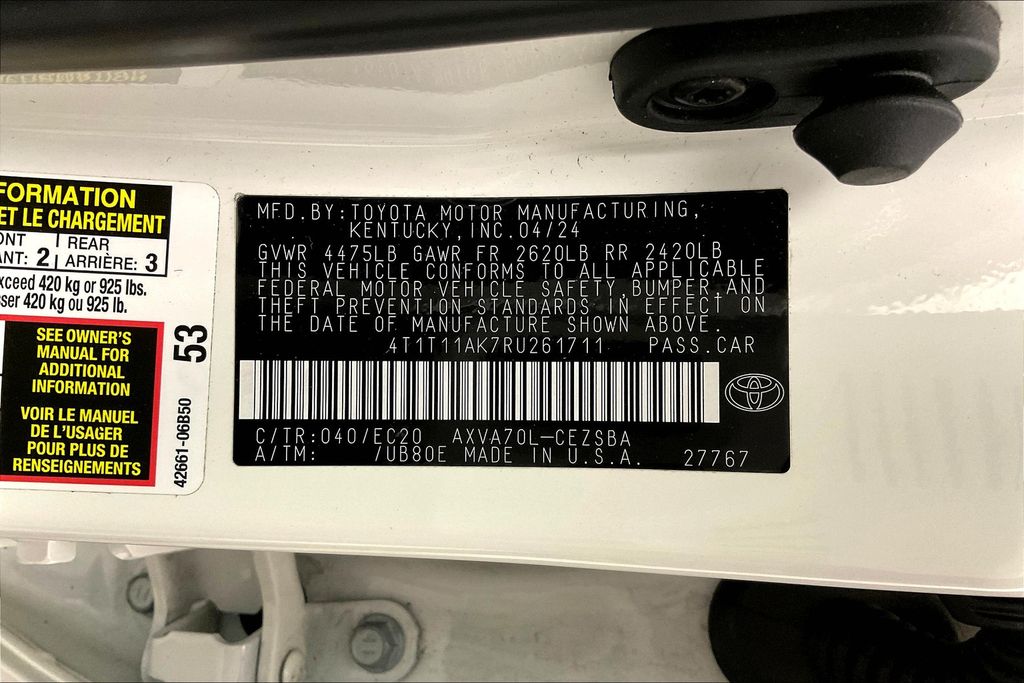 FORMATION
ET LE CHARGEMENT
ONT REAR
ANT: 2 ARRIÈRE: 3
exceed 420 kg or 925 lbs.
sser 420 kg ou 925 lb.
SEE OWNER'S
MANUAL FOR
ADDITIONAL
INFORMATION
VOIR LE MANUEL
DE L'USAGER
POUR PLUS DE
RENSEIGNEMENTS
53
42661-06B50
MFD.BY:TOYOTA MOTOR MANUFACTURING,
KENTUCKY,INC.04/24
GVWR 4475LB GAWR FR 2620LB RR 2420LB
THIS VEHICLE CONFORMS TO ALL APPLICABLE
FEDERAL MOTOR VEHICLE SAFETY,BUMPER AND
THEFT PREVENTION STANDARDS IN EFFECT ON
THE DATE OF MANUFACTURE SHOWN ABOVE.
4T1T11AK7RU261711 PASS.CAR
C/TR:040/EC20 AXVA70L-CEZSBA
A/TM: /UB80E MADE IN U.S.A. 27767